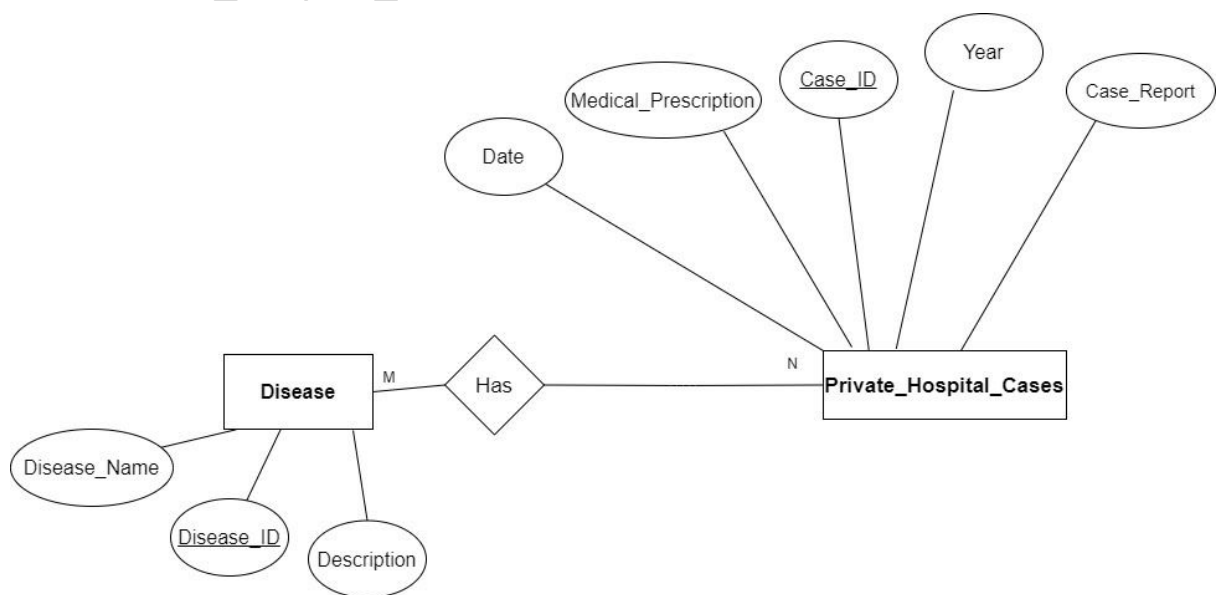 Year
Case_ID
Case_Report
Medical_Prescription
Date
M
Has
N
Disease
Private_Hospital_Cases
Disease_Name
Disease_ID
Description